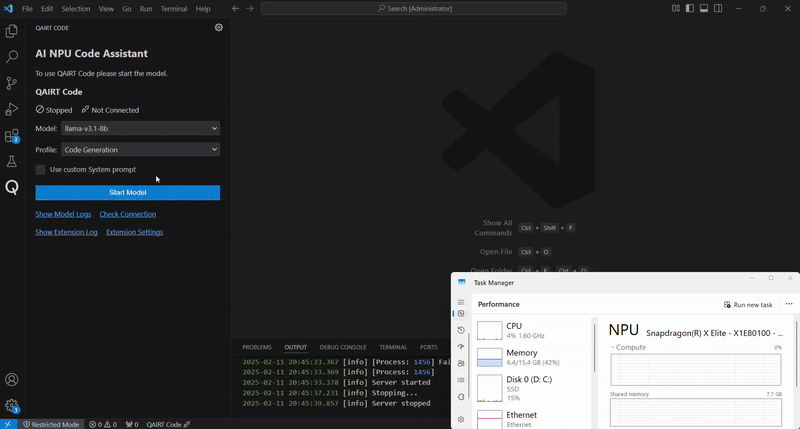 File Edit Selection View Go Run Terminal Help
Search [Administrator]
QAIRT CODE
AI NPU Code Assistant
To use QAIRT Code please start the model.
QAIRT Code
Stopped Not Connected
Model: llama-v3.1-8b
Profile: Code Generation
Use custom System prompt
Start Model
Show Model Logs Check Connection
Show Extension Log Extension Settings
2
1
Show All Commands Ctrl + Shift + P
Open File Ctrl + O
Open Folder Ctrl + K Ctrl + O
PROBLEMS OUTPUT DEBUG CONSOLE TERMINAL PORTS
2025-02-11 20:45:33.367 [info] [Process: 1456] Fai
2025-02-11 20:45:33.369 [info] [Process: 1456]
2025-02-11 20:45:33.378 [info] Server started
2025-02-11 20:45:37.231 [info] Stopping...
2025-02-11 20:45:39.857 [info] Server stopped
Task Manager
Performance Run new task ...
CPU
4% 1.60 GHz
Memory
6.4/15.4 GB (42%)
Disk 0 (D: C:)
SSD
15%
Ethernet
Ethernet
NPU Snapdragon(R) X Elite - X1E80100 - ...
Compute 0%
Shared memory 7.7 GB
Restricted Mode 0 0 0 QAIRT Code